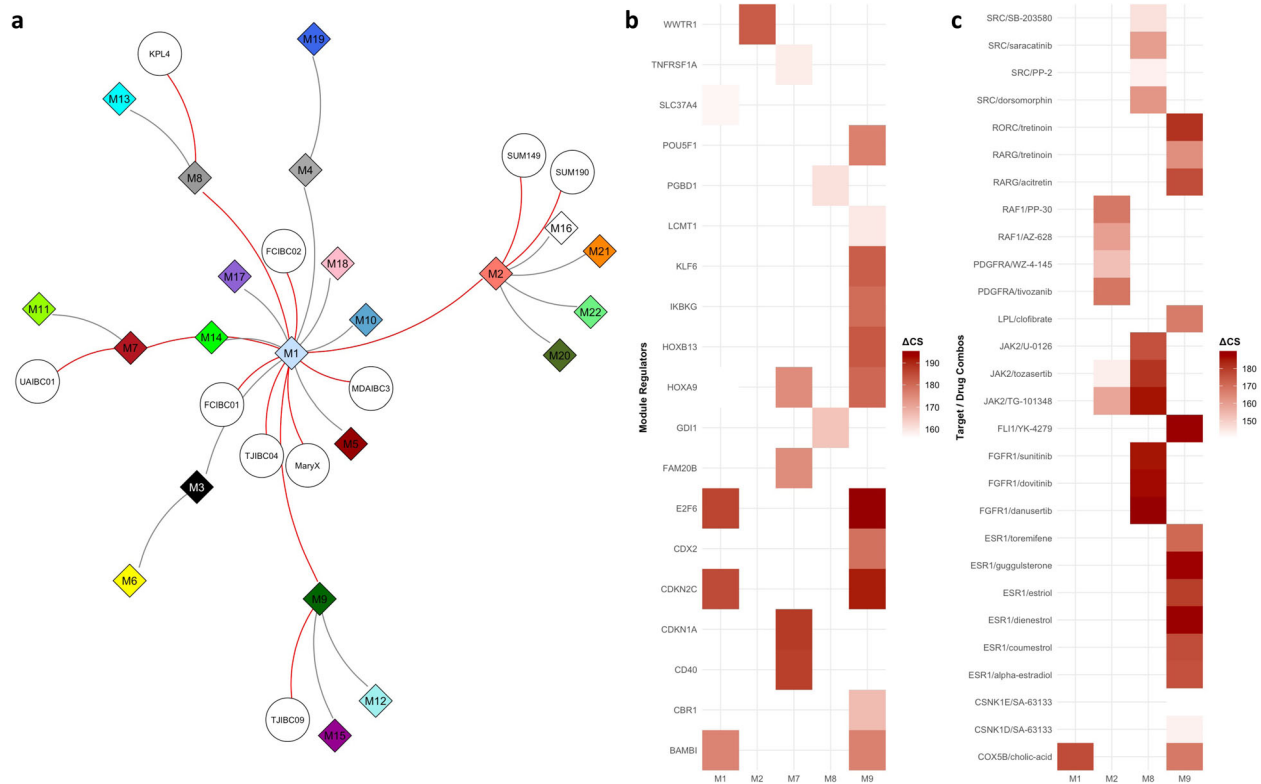 a
M19
KPL4
M13
M8
M4
SUM149
SUM190
M16
M21
FCIBC02
M18
M17
M2
M22
M11
M10
M14
M7
M1
M20
UAIBC01
MDAIBC3
FCIBC01
M5
TJIBC04
MaryX
M3
M6
M9
M12
TJIBC09
M15
b
Module Regulators
WWTR1
TNFRSF1A
SLC37A4
POU5F1
PGBD1
LCMT1
KLF6
IKBKG
HOXB13
HOXA9
GDI1
FAM20B
E2F6
CDX2
CDKN2C
CDKN1A
CD40
CBR1
BAMBI
M1 M2 M7 M8 M9
ΔCS
190
180
170
160
c
Target / Drug Combos
SRC/SB-203580
SRC/saracatinib
SRC/PP-2
SRC/dorsomorphin
RORC/tretinoin
RARG/tretinoin
RARG/acitretin
RAF1/PP-30
RAF1/AZ-628
PDGFRA/WZ-4-145
PDGFRA/tivozanib
LPL/clofibrate
JAK2/U-0126
JAK2/tozasertib
JAK2/TG-101348
FLI1/YK-4279
FGFR1/sunitinib
FGFR1/dovitinib
FGFR1/danusertib
ESR1/toremifene
ESR1/guggulsterone
ESR1/estriol
ESR1/dienestrol
ESR1/coumestrol
ESR1/alpha-estradiol
CSNK1E/SA-63133
CSNK1D/SA-63133
COX5B/cholic-acid
M1 M2 M8 M9
ΔCS
180
170
160
150